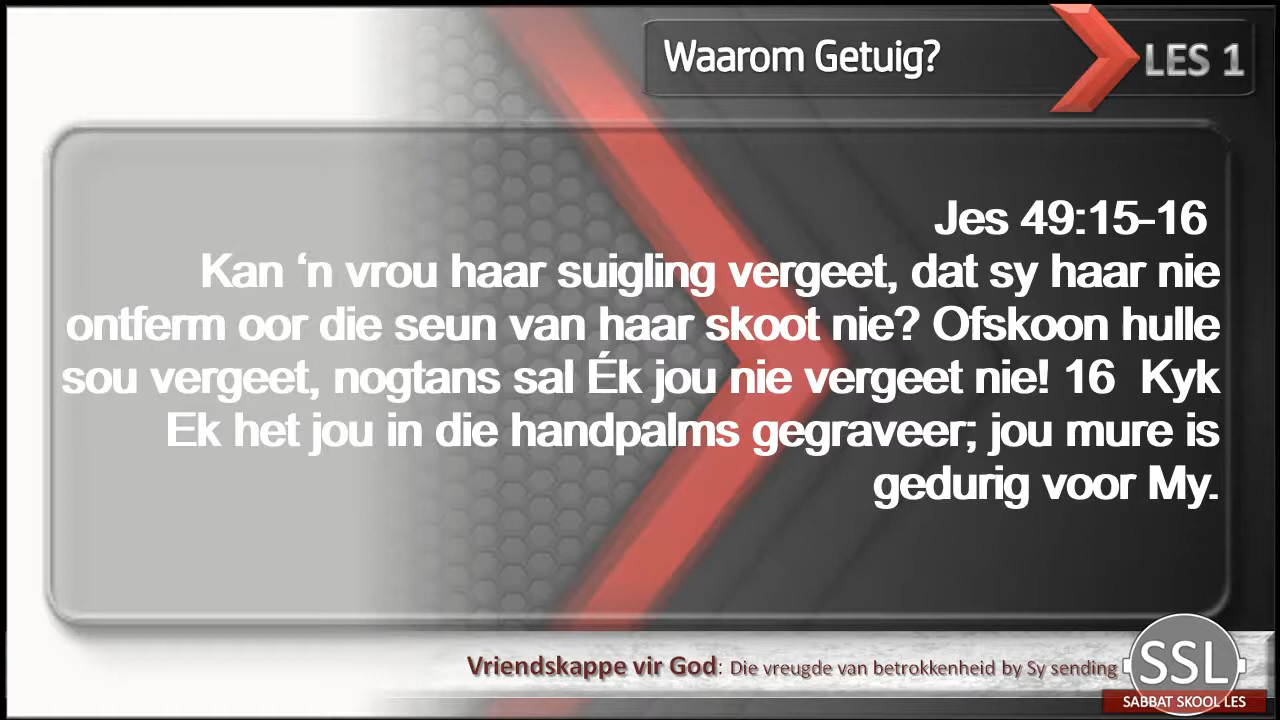 Waarom Getuig?
LES 1
Jes 49:15-16
Kan ‘n vrou haar suigling vergeet, dat sy haar nie
ontferm oor die seun van haar skoot nie? Ofskoon hulle
sou vergeet, nogtans sal Ék jou nie vergeet nie! 16  Kyk
Ek het jou in die handpalms gegraveer; jou mure is
gedurig voor My.
Vriendskappe vir God: Die vreugde van betrokkenheid by Sy sending
SSL
SABBAT SKOOL LES